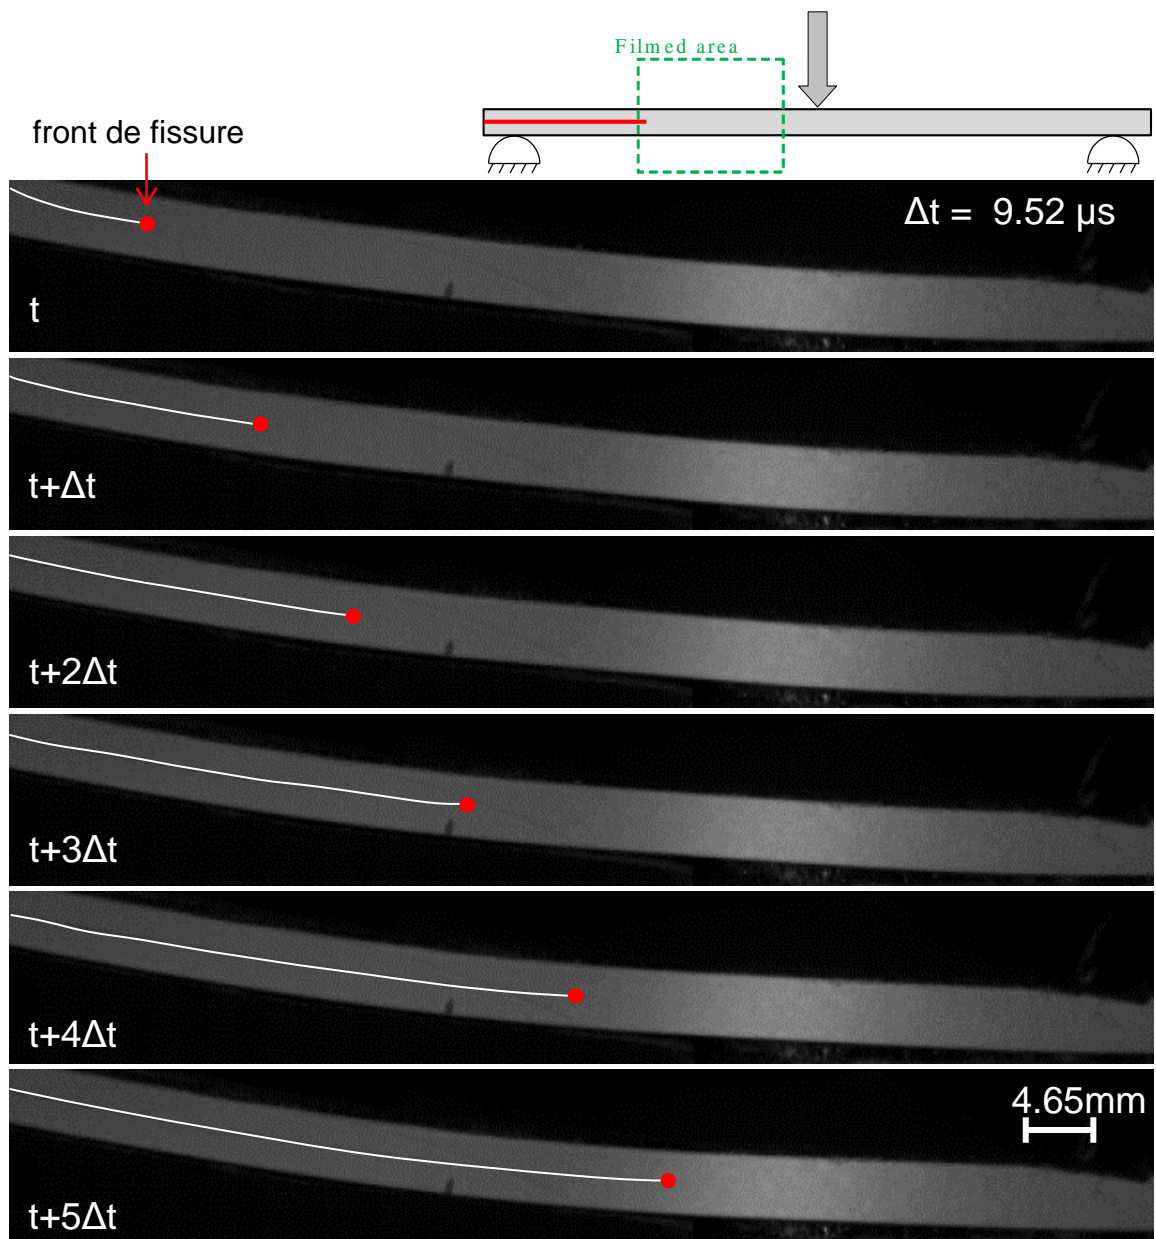 Filmed area
front de fissure
Δt = 9.52 µs
t
t+Δt
t+2Δt
t+3Δt
t+4Δt
4.65mm
t+5Δt